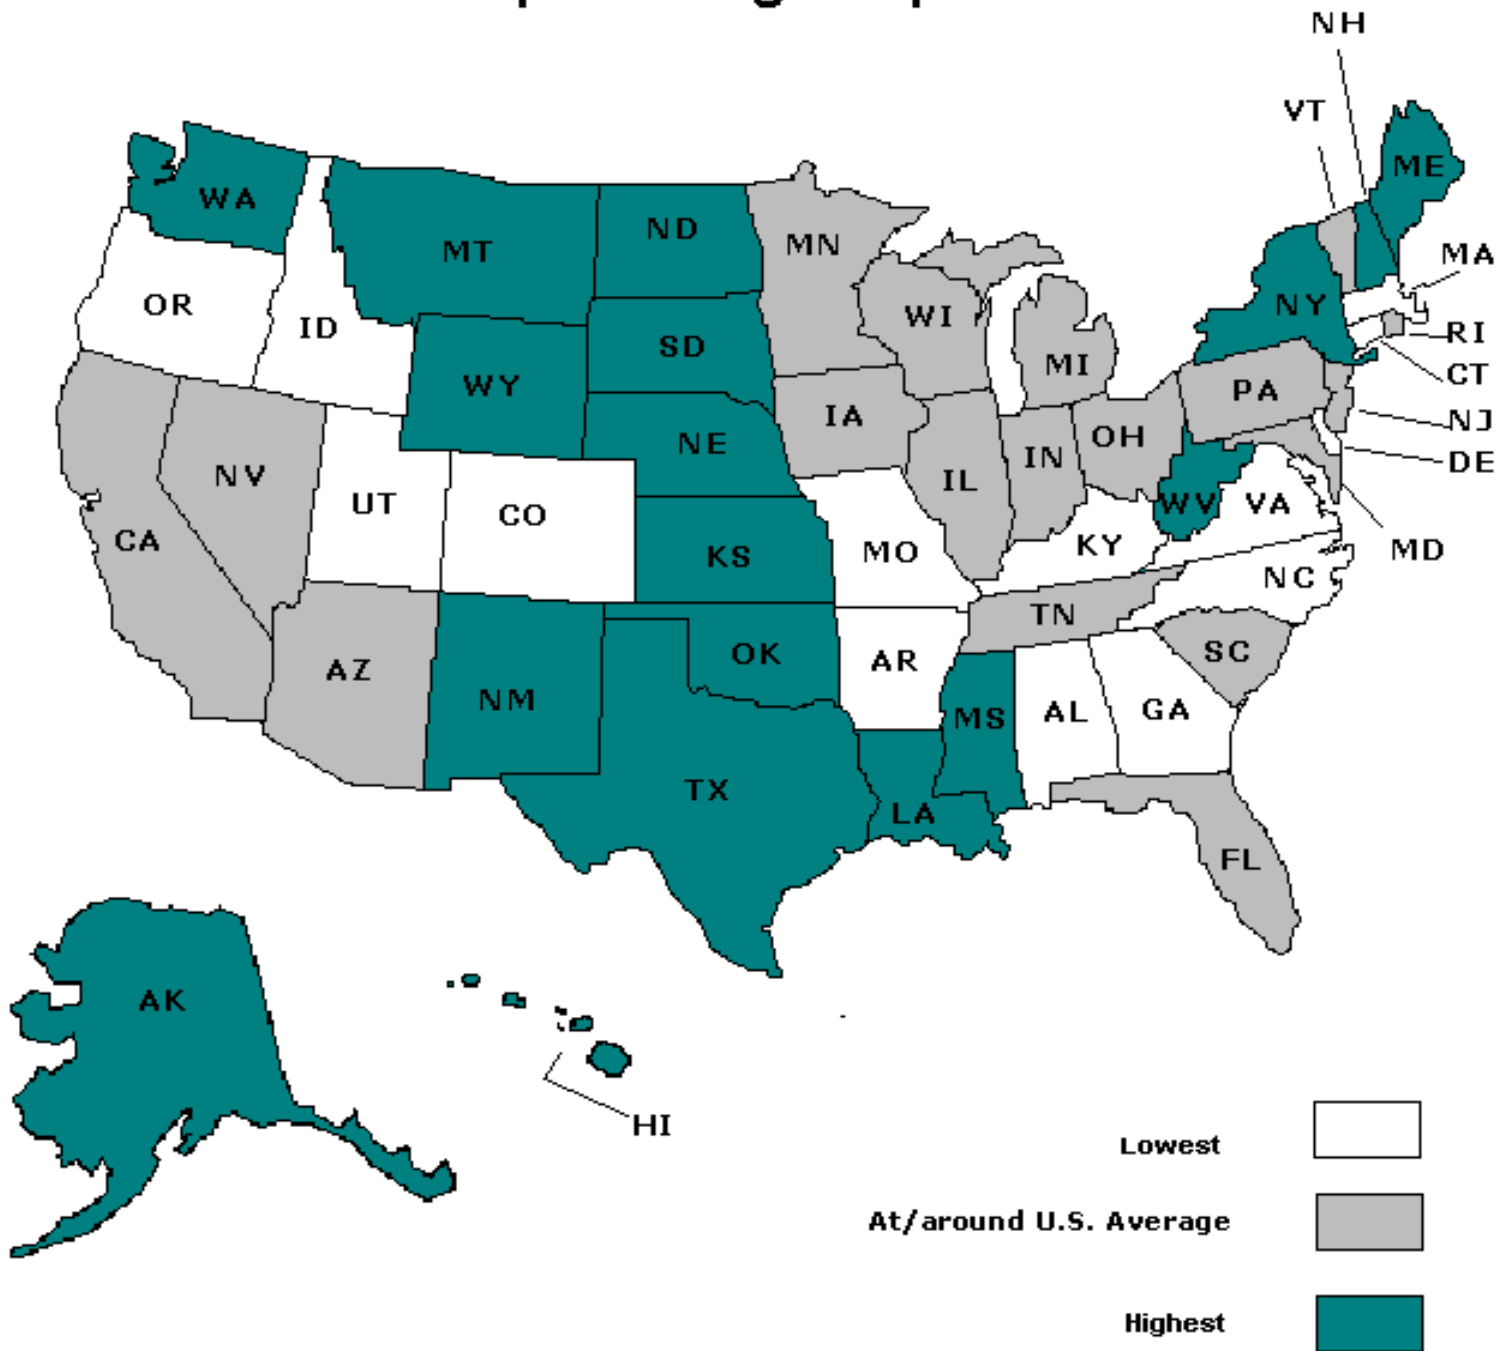 NH
VT
ME
WA
MT
ND
MN
MA
OR
ID
WI
NY
SD
RI
WY
MI
CT
PA
IA
NJ
NE
OH
NV
IN
DE
IL
UT
CO
WV
VA
CA
KS
MO
KY
MD
NC
TN
AZ
OK
AR
SC
NM
MS
AL
GA
TX
LA
FL
AK
HI
Lowest
At/around U.S. Average
Highest